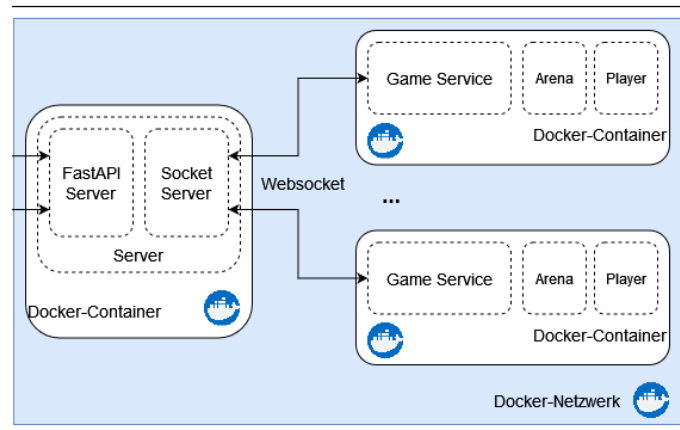 FastAPI
Server
Socket
Server
Server
Docker-Container
Websocket
Game Service
Arena
Player
Docker-Container
...
Game Service
Arena
Player
Docker-Container
Docker-Netzwerk